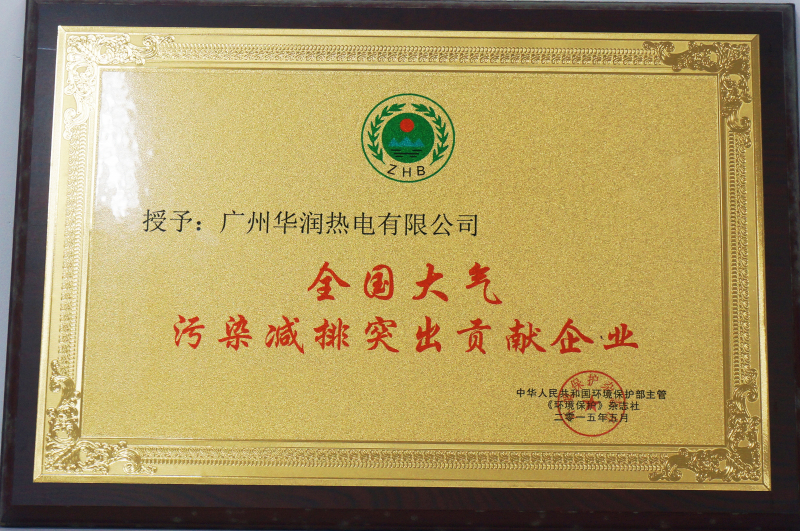 ZHB
授予：广州华润热电有限公司
全国大气
污染减排突出贡献企业
中华人民共和国环境保护部主管
《环境保护》杂志社
二零一五年五月